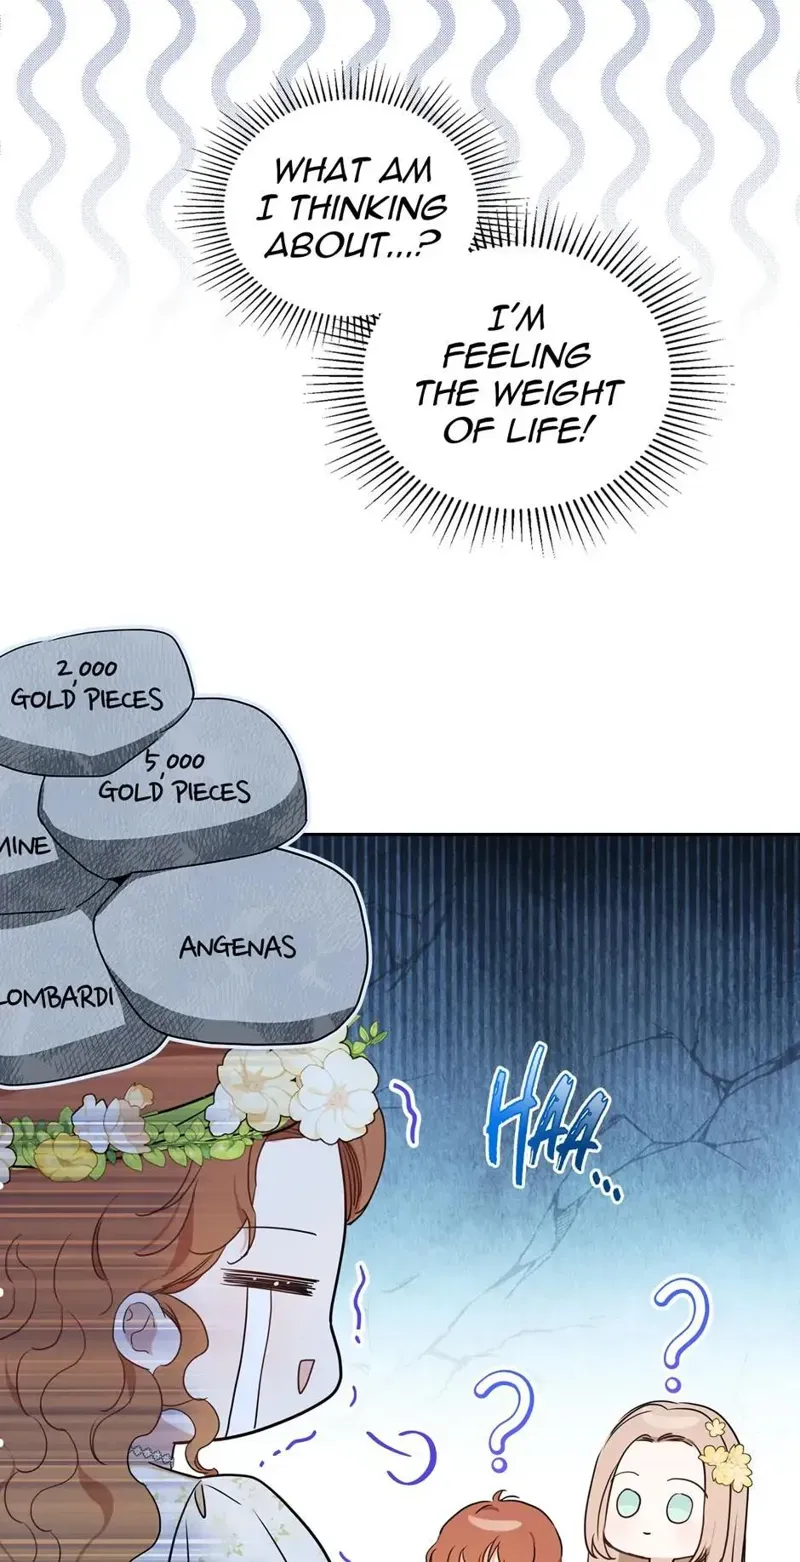 WHAT AM
I THINKING
ABOUT...?
I'M
FEELING
THE WEIGHT
OF LIFE!
2,000
GOLD PIECES
5,000
GOLD PIECES
MINE
ANGENAS
LOMBARDI
HAA...
?
?